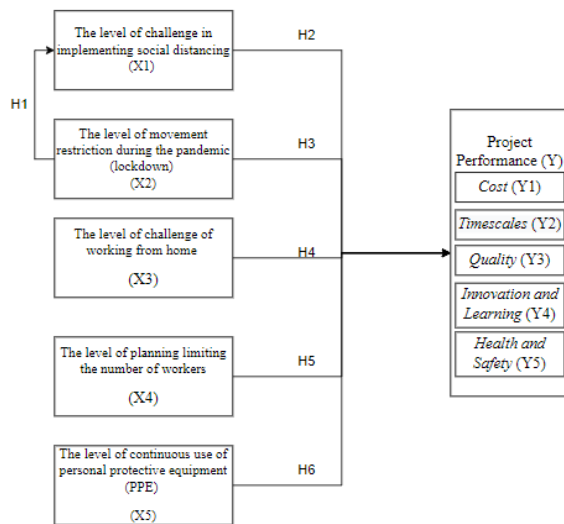 The level of challenge in
implementing social distancing
(X1)
H2
H1
The level of movement
restriction during the pandemic
(lockdown)
(X2)
H3
The level of challenge of
working from home
(X3)
H4
The level of planning limiting
the number of workers
(X4)
H5
The level of continuous use of
personal protective equipment
(PPE)
(X5)
H6
Project
Performance (Y)
Cost (Y1)
Timescales (Y2)
Quality (Y3)
Innovation and
Learning (Y4)
Health and
Safety (Y5)